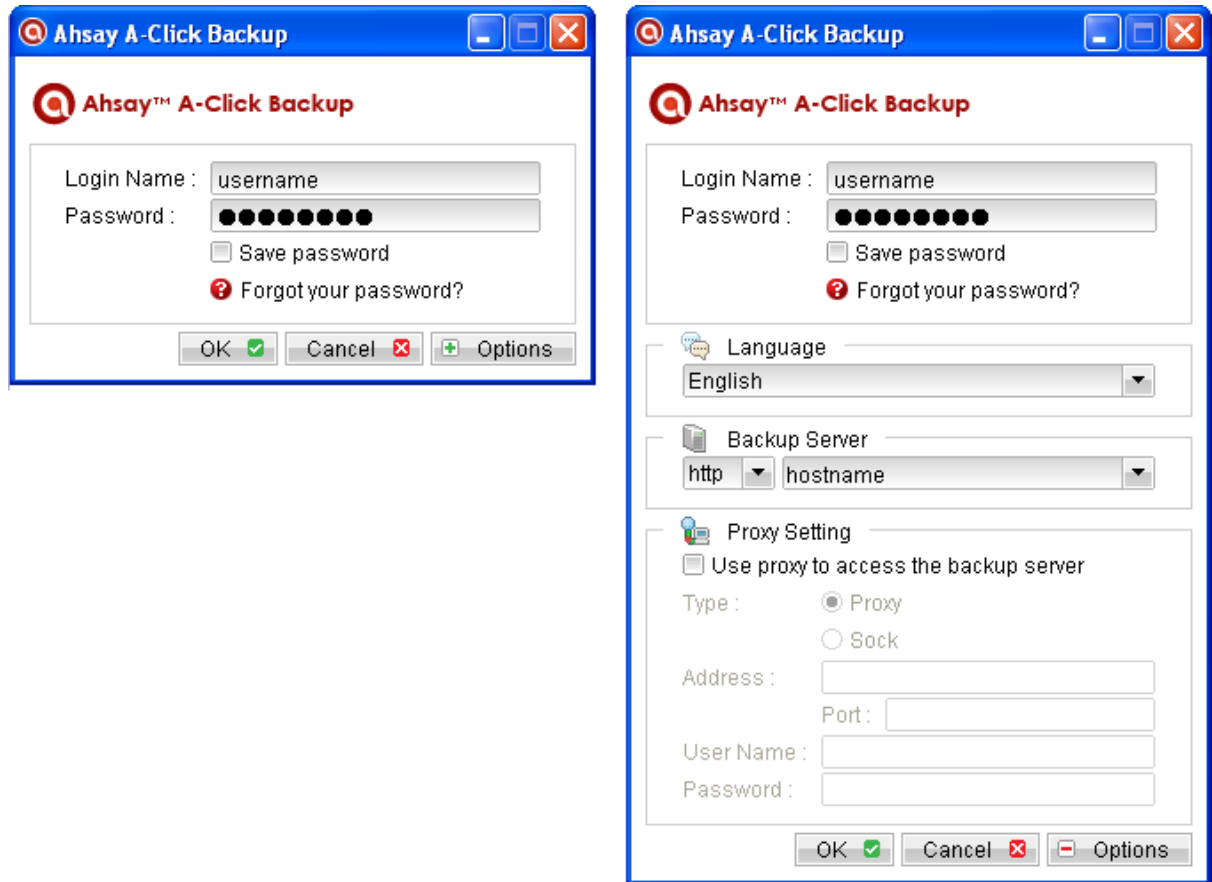 Ahsay A-Click Backup
Ahsay™ A-Click Backup
Login Name : username
Password : ●●●●●●●●
Save password
Forgot your password?
OK Cancel Options
Ahsay A-Click Backup
Ahsay™ A-Click Backup
Login Name : username
Password : ●●●●●●●●
Save password
Forgot your password?
Language
English
Backup Server
http hostname
Proxy Setting
Use proxy to access the backup server
Type : Proxy
Sock
Address :
Port :
User Name :
Password :
OK Cancel Options